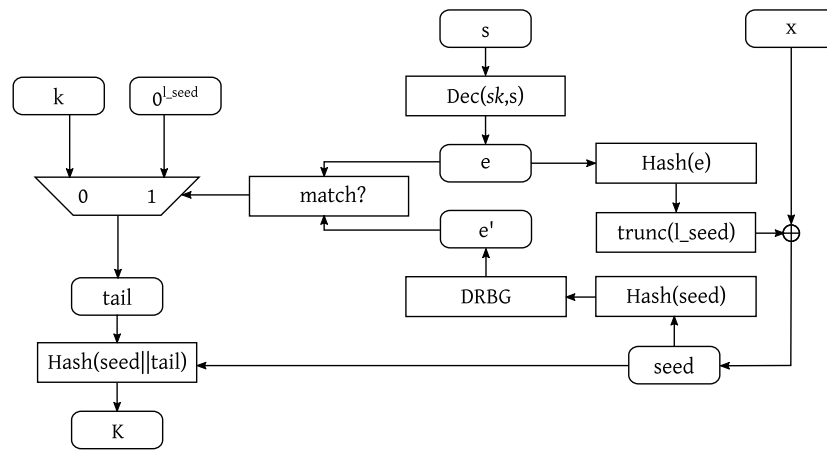 s
x
k
0^l_seed
Dec(sk,s)
e
Hash(e)
0
1
match?
e'
trunc(l_seed)
tail
DRBG
Hash(seed)
Hash(seed||tail)
seed
K